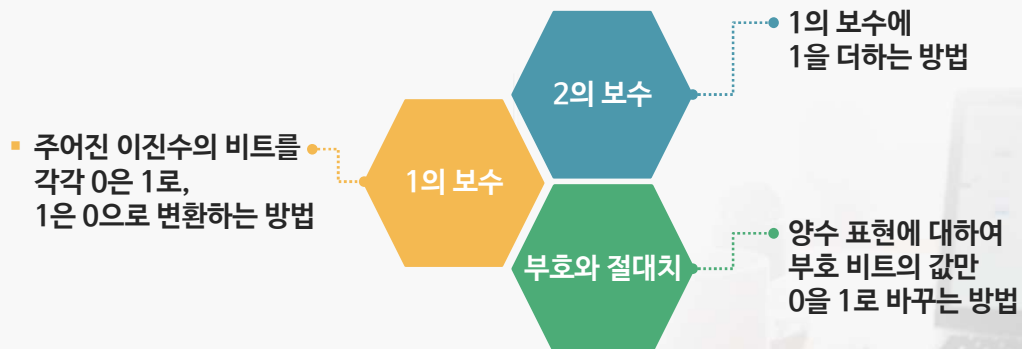 1의 보수에
1을 더하는 방법
2의 보수
주어진 이진수의 비트를
각각 0은 1로,
1은 0으로 변환하는 방법
1의 보수
부호와 절대치
양수 표현에 대하여
부호 비트의 값만
0을 1로 바꾸는 방법